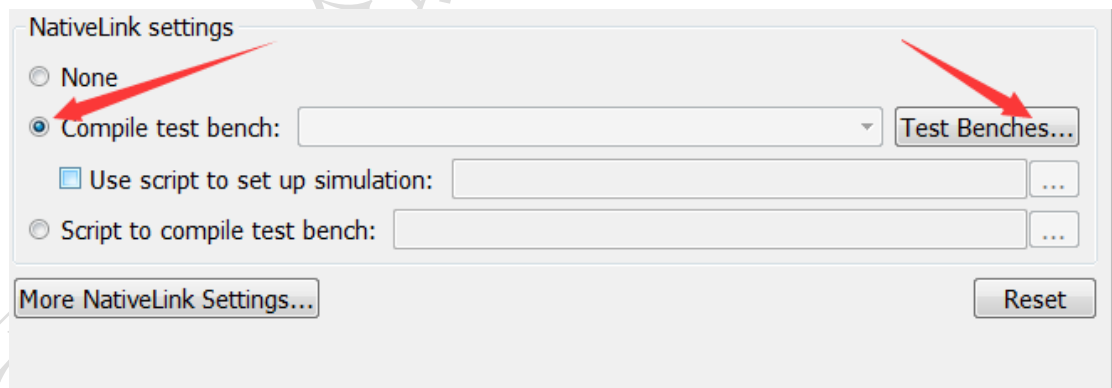 NativeLink settings
None
Compile test bench: Test Benches...
Use script to set up simulation: ...
Script to compile test bench: ...
More NativeLink Settings... Reset